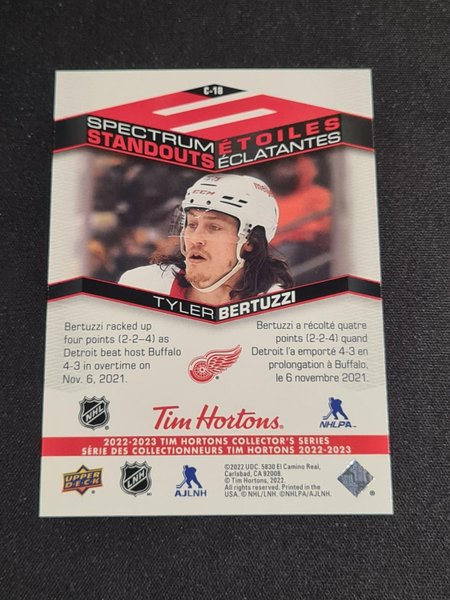 C-18
SPECTRUM ÉTOILES
STANDOUTS ÉCLATANTES
CCM
TYLER BERTUZZI
Bertuzzi racked up
four points (2-2-4) as
Detroit beat host Buffalo
4-3 in overtime on
Nov. 6, 2021.
Bertuzzi a récolté quatre
points (2-2-4) quand
Detroit l'a emporté 4-3 en
prolongation à Buffalo,
le 6 novembre 2021.
NHL
Tim Hortons.
NHLPA
2022-2023 TIM HORTONS COLLECTOR'S SERIES
SÉRIE DES COLLECTIONNEURS TIM HORTONS 2022-2023
UPPER DECK
LNH
AJLNH
©2022 UDC. 5830 El Camino Real,
Carlsbad, CA 92008.
© Tim Hortons, 2022.
All rights reserved. Printed in the
USA. © NHL/LNH. ©NHLPA/AJLNH.